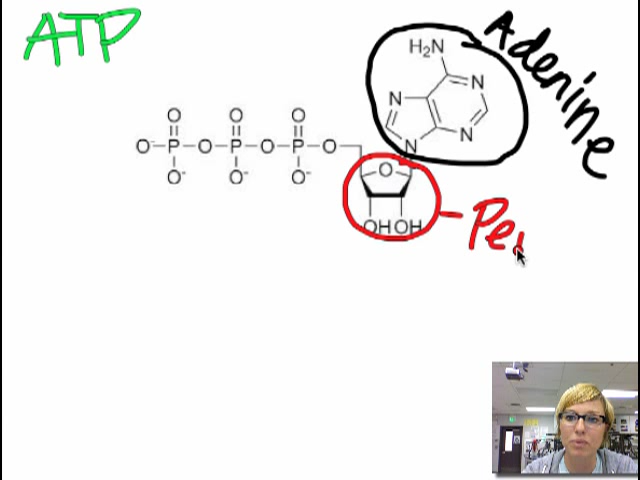 ATP
Adenine
H₂N
N
N
N
N
O O O
O⁻ P O P O P O
O⁻ O⁻ O⁻
O
OH OH
- Pe